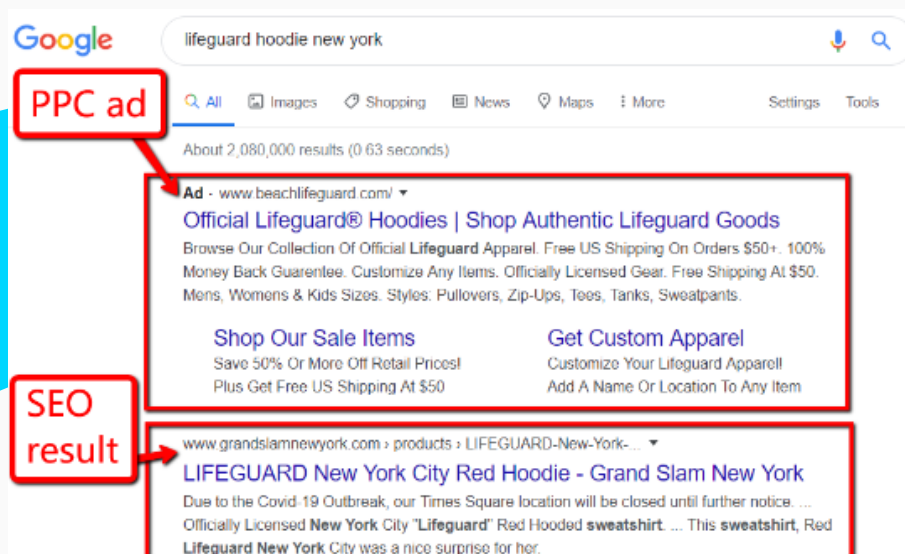 Google
lifeguard hoodie new york
PPC ad
All Images Shopping News Maps More Settings Tools
About 2,080,000 results (0.63 seconds)
Ad · www.beachlifeguard.com/
Official Lifeguard® Hoodies | Shop Authentic Lifeguard Goods
Browse Our Collection Of Official Lifeguard Apparel. Free US Shipping On Orders $50+. 100%
Money Back Guarentee. Customize Any Items. Officially Licensed Gear. Free Shipping At $50.
Mens, Womens & Kids Sizes. Styles: Pullovers, Zip-Ups, Tees, Tanks, Sweatpants.
Shop Our Sale Items
Save 50% Or More Off Retail Prices!
Plus Get Free US Shipping At $50
Get Custom Apparel
Customize Your Lifeguard Apparel!
Add A Name Or Location To Any Item
SEO
result
www.grandslamnewyork.com › products › LIFEGUARD-New-York-...
LIFEGUARD New York City Red Hoodie - Grand Slam New York
Due to the Covid-19 Outbreak, our Times Square location will be closed until further notice. ...
Officially Licensed New York City "Lifeguard" Red Hooded sweatshirt. ... This sweatshirt, Red
Lifeguard New York City was a nice surprise for her.